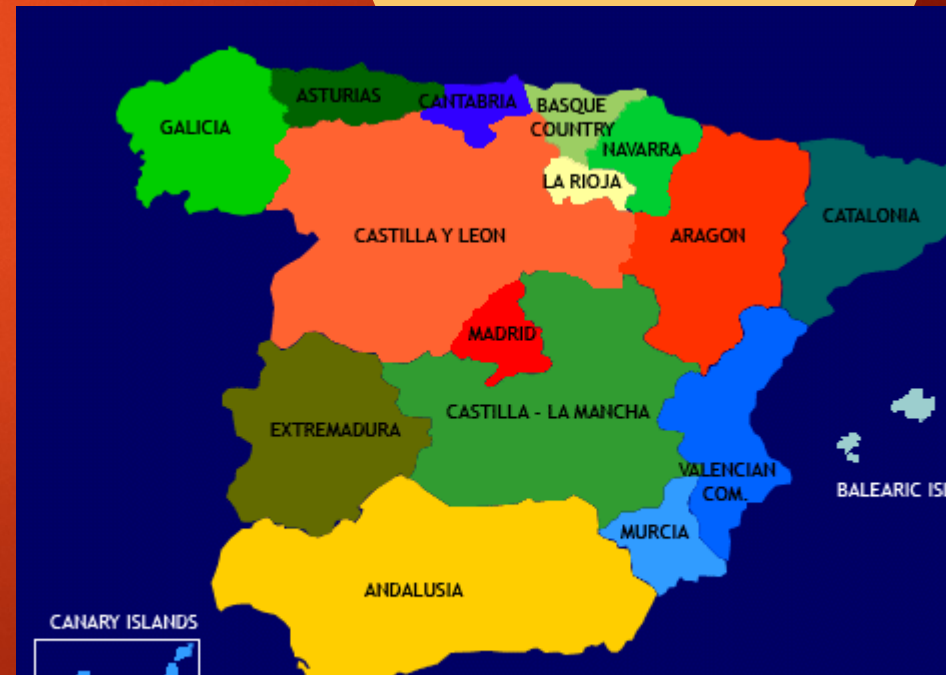 ASTURIAS
CANTABRIA
BASQUE
COUNTRY
GALICIA
NAVARRA
LA RIOJA
CATALONIA
CASTILLA Y LEON
ARAGON
MADRID
CASTILLA - LA MANCHA
EXTREMADURA
VALENCIAN
COM.
BALEARIC
MURCIA
ANDALUSIA
CANARY ISLANDS